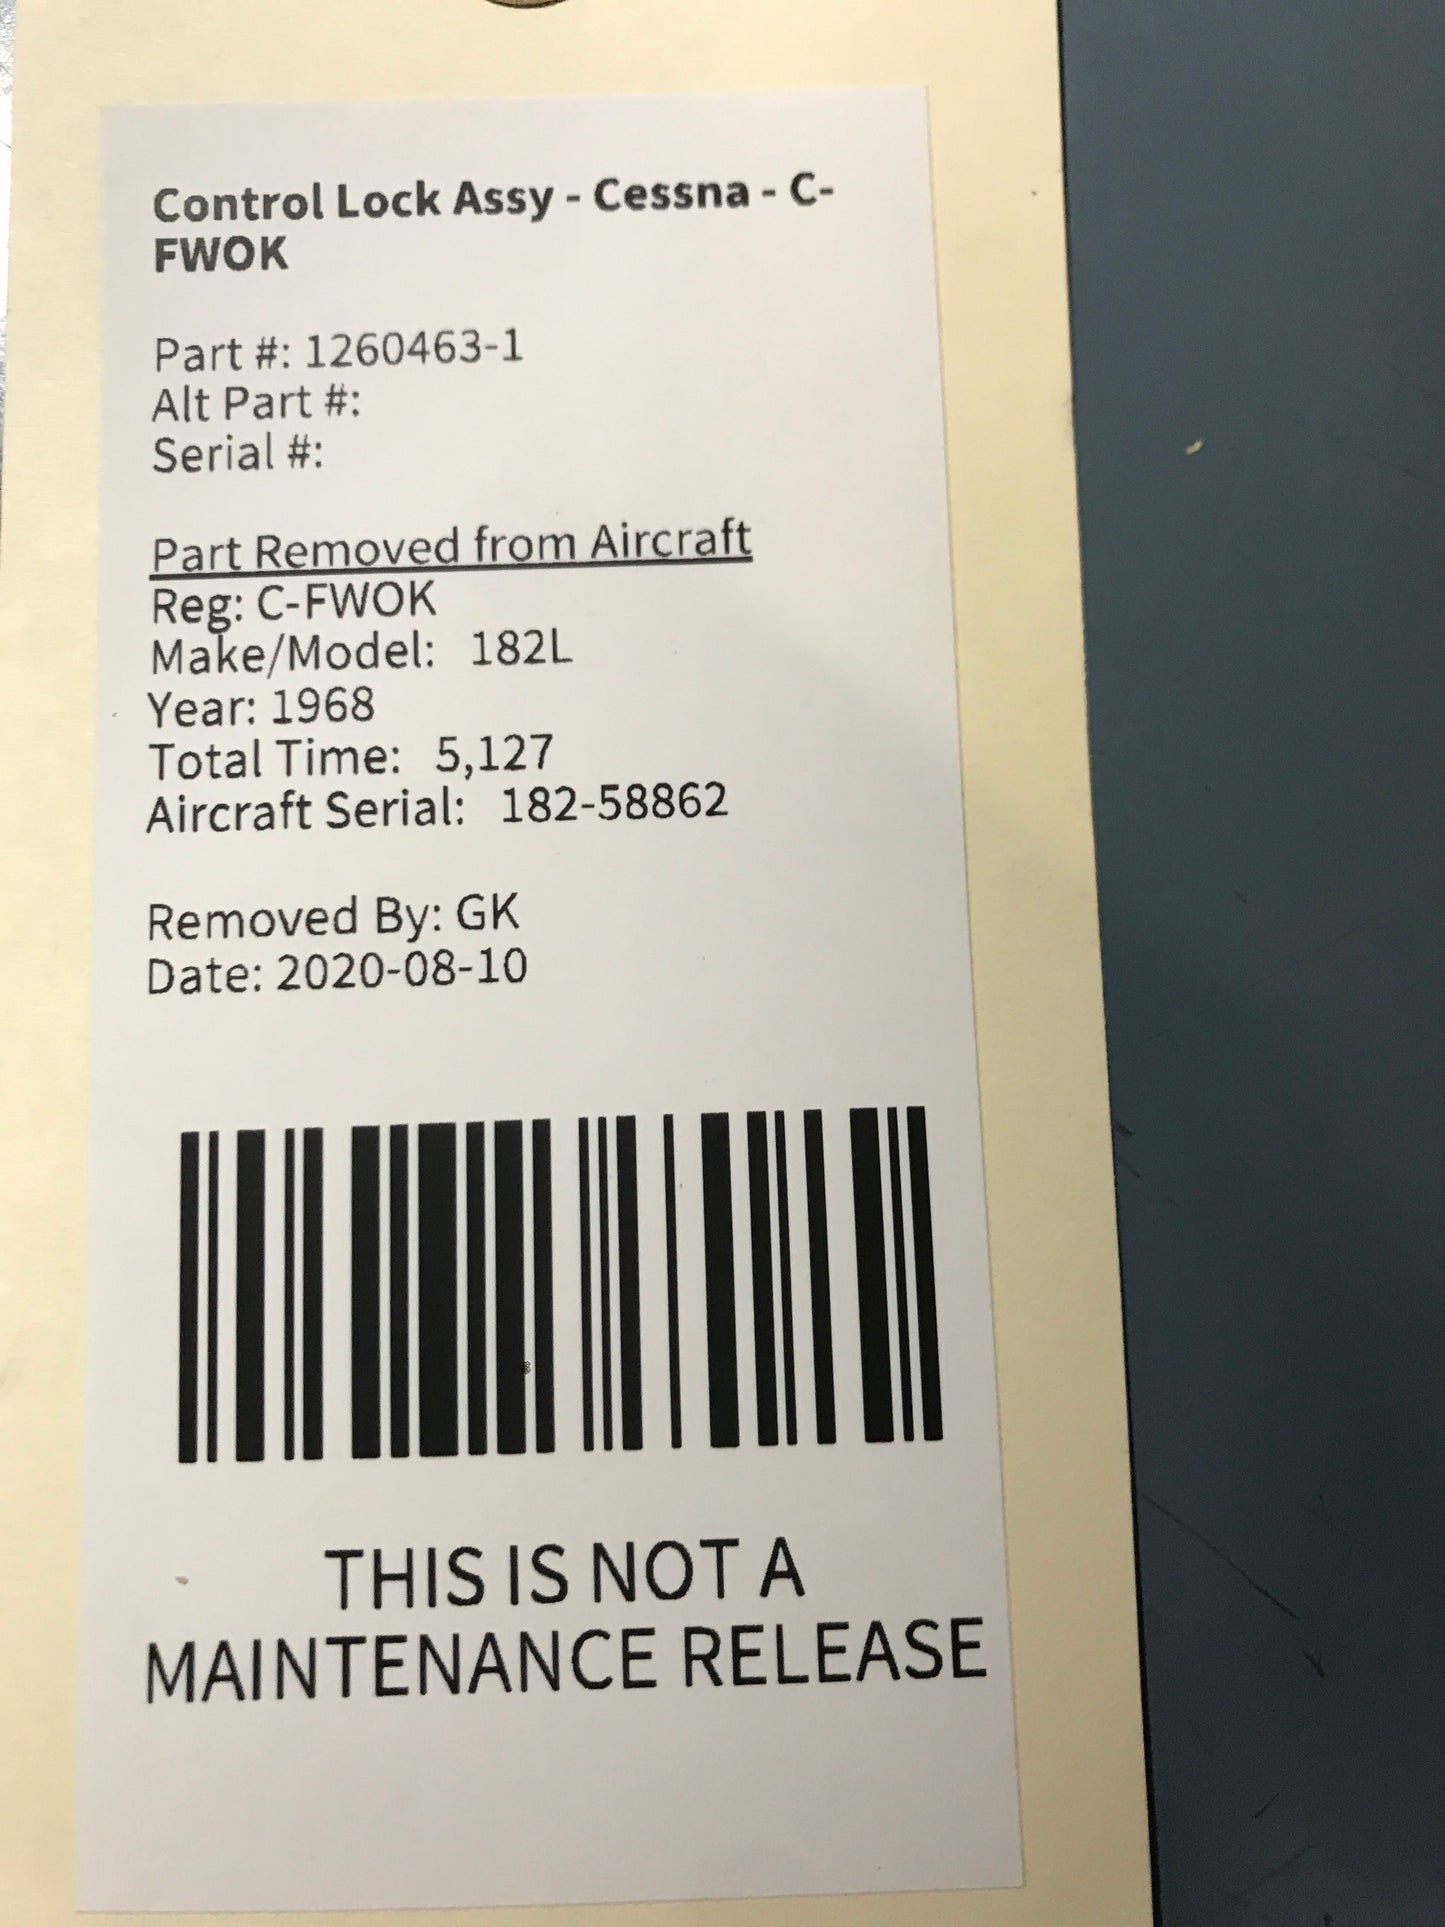 Control Lock Assy - Cessna - C-
FWOK
Part #: 1260463-1
Alt Part #:
Serial #:
Part Removed from Aircraft
Reg: C-FWOK
Make/Model: 182L
Year: 1968
Total Time: 5,127
Aircraft Serial: 182-58862
Removed By: GK
Date: 2020-08-10
THIS IS NOT A
MAINTENANCE RELEASE